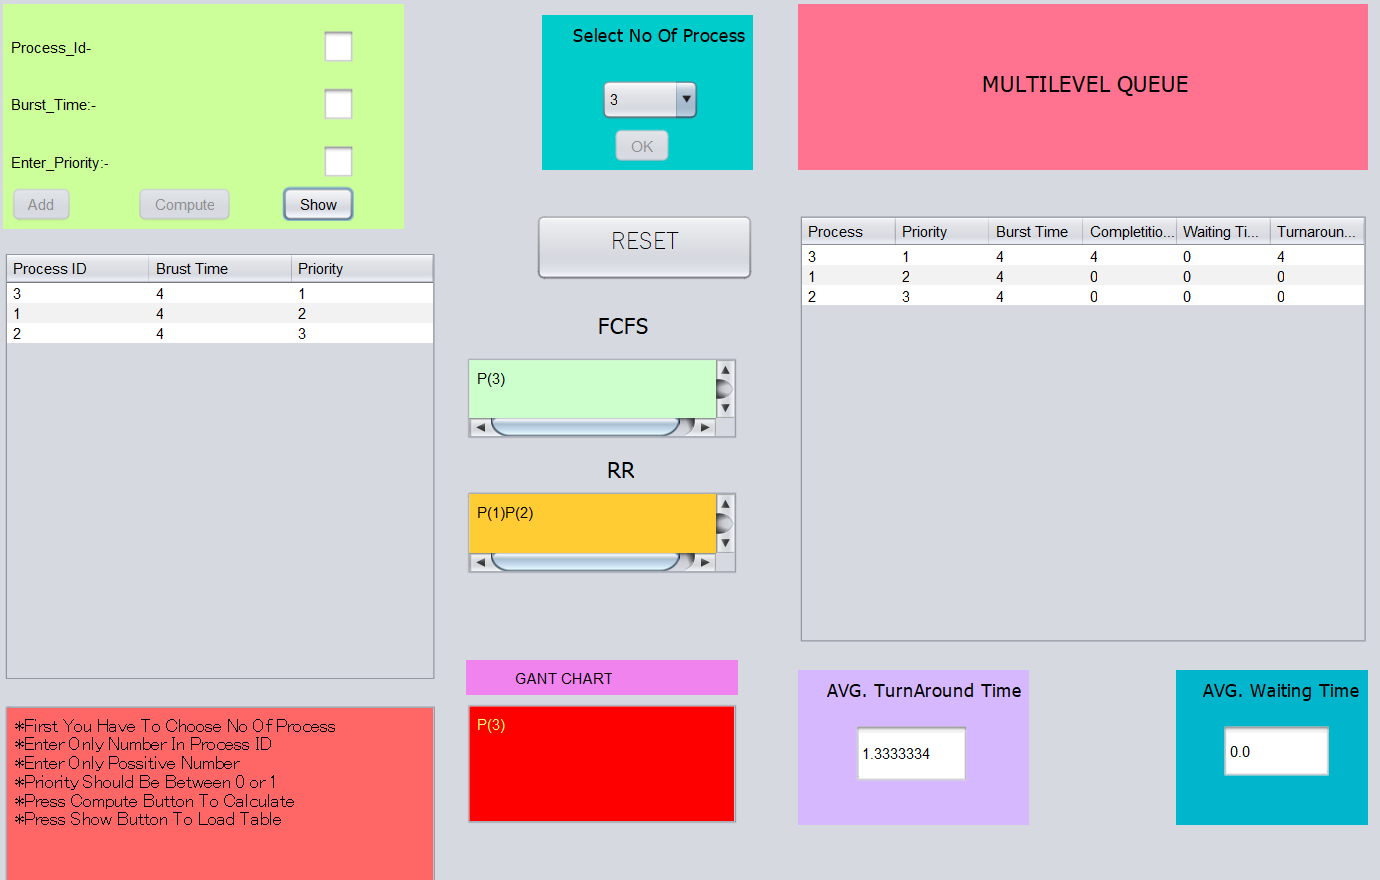 Process_Id-
Burst_Time:-
Enter_Priority:-
Add Compute Show
Select No Of Process
3
OK
MULTILEVEL QUEUE
RESET
Process ID Brust Time Priority
3 4 1
1 4 2
2 4 3
FCFS
P(3)
RR
P(1)P(2)
GANT CHART
P(3)
Process Priority Burst Time Completitio... Waiting Ti... Turnaroun...
3 1 4 4 0 4
1 2 4 0 0 0
2 3 4 0 0 0
*First You Have To Choose No Of Process
*Enter Only Number In Process ID
*Enter Only Possitive Number
*Priority Should Be Between 0 or 1
*Press Compute Button To Calculate
*Press Show Button To Load Table
AVG. TurnAround Time
1.3333334
AVG. Waiting Time
0.0